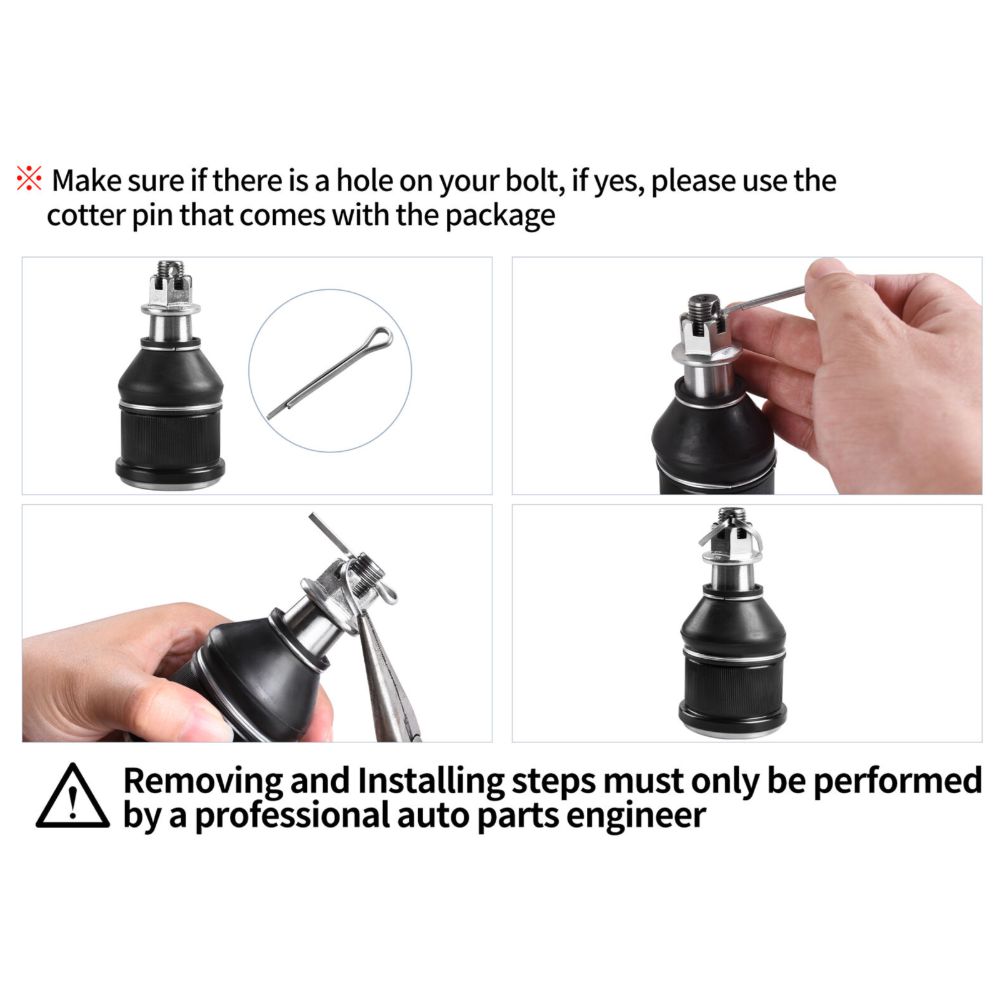 ※ Make sure if there is a hole on your bolt, if yes, please use the
cotter pin that comes with the package
Removing and Installing steps must only be performed
by a professional auto parts engineer